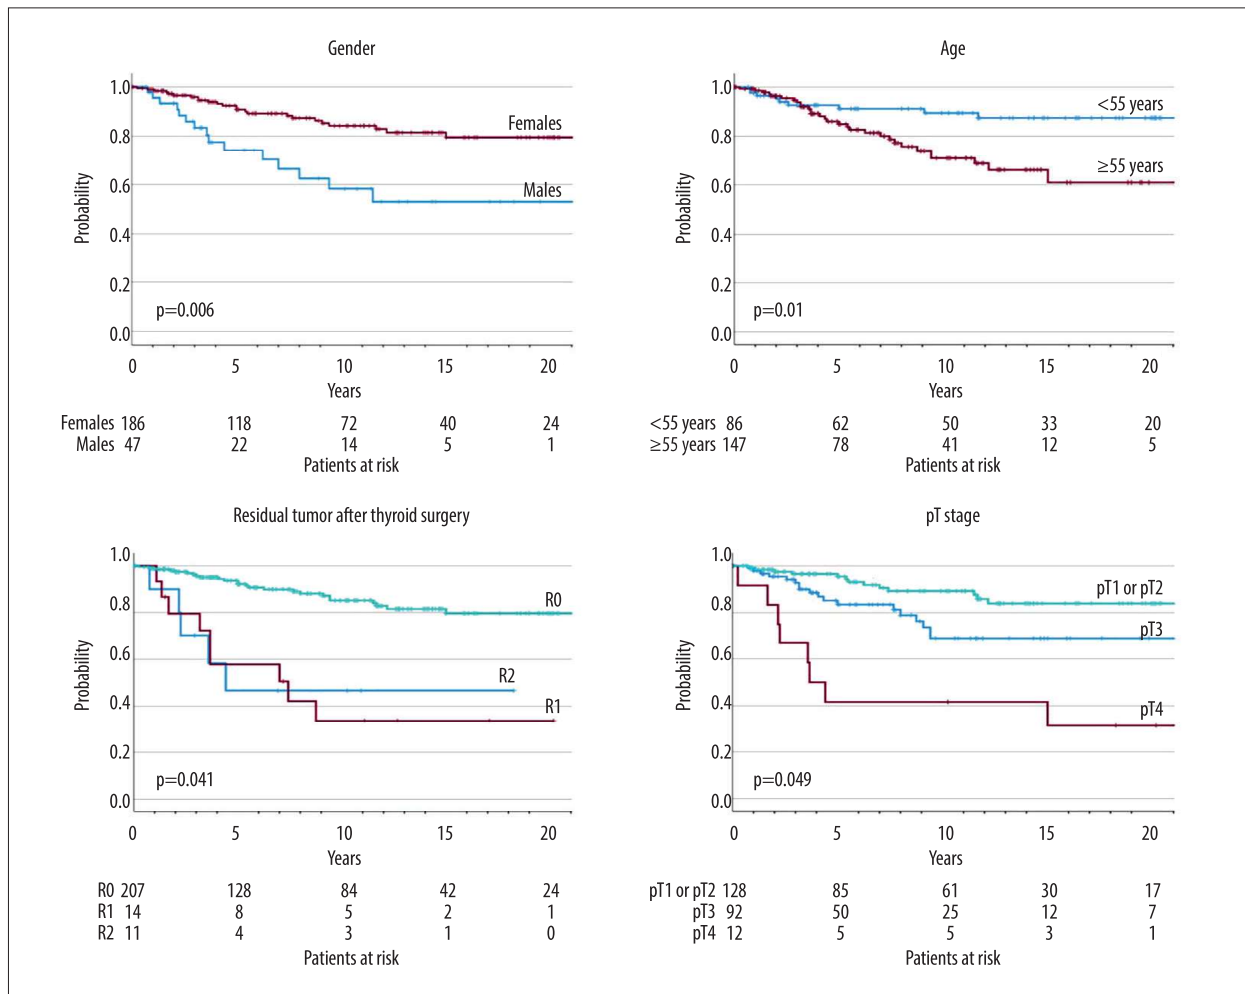 Gender
1.0
0.8
0.6
0.4
0.2
0.0
Probability
Females
Males
p=0.006
0 5 10 15 20
Years
Females 186 118 72 40 24
Males 47 22 14 5 1
Patients at risk
Age
1.0
0.8
0.6
0.4
0.2
0.0
Probability
<55 years
≥55 years
p=0.01
0 5 10 15 20
Years
<55 years 86 62 50 33 20
≥55 years 147 78 41 12 5
Patients at risk
Residual tumor after thyroid surgery
1.0
0.8
0.6
0.4
0.2
0.0
Probability
R0
R2
R1
p=0.041
0 5 10 15 20
Years
R0 207 128 84 42 24
R1 14 8 5 2 1
R2 11 4 3 1 0
Patients at risk
pT stage
1.0
0.8
0.6
0.4
0.2
0.0
Probability
pT1 or pT2
pT3
pT4
p=0.049
0 5 10 15 20
Years
pT1 or pT2 128 85 61 30 17
pT3 92 50 25 12 7
pT4 12 5 5 3 1
Patients at risk